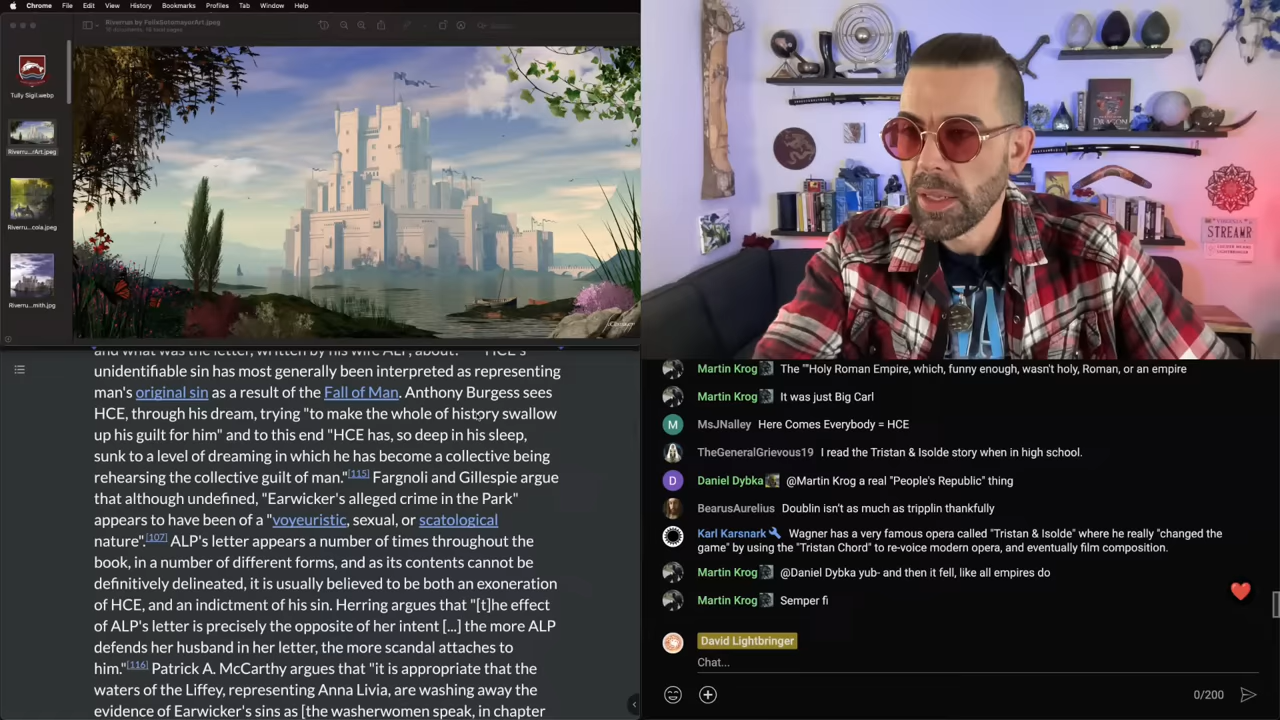 Chrome File Edit View History Bookmarks Profiles Tab Window Help
Riverrun by FelixSotomayorArt.jpeg
Tully Sigil.webp
Riverru...rArt.jpeg
Riverru...cola.jpeg
Riverru...mith.jpg
and what was the letter, written by his wife ALP, about? HCE's
unidentifiable sin has most generally been interpreted as representing
man's original sin as a result of the Fall of Man. Anthony Burgess sees
HCE, through his dream, trying "to make the whole of history swallow
up his guilt for him" and to this end "HCE has, so deep in his sleep,
sunk to a level of dreaming in which he has become a collective being
rehearsing the collective guilt of man."[115] Fargnoli and Gillespie argue
that although undefined, "Earwicker's alleged crime in the Park"
appears to have been of a "voyeuristic, sexual, or scatological
nature".[107] ALP's letter appears a number of times throughout the
book, in a number of different forms, and as its contents cannot be
definitively delineated, it is usually believed to be both an exoneration
of HCE, and an indictment of his sin. Herring argues that "[t]he effect
of ALP's letter is precisely the opposite of her intent [...] the more ALP
defends her husband in her letter, the more scandal attaches to
him."[116] Patrick A. McCarthy argues that "it is appropriate that the
waters of the Liffey, representing Anna Livia, are washing away the
evidence of Earwicker's sins as [the washerwomen speak, in chapter
DRAGON
STREAMR
Martin Krog The ""Holy Roman Empire, which, funny enough, wasn't holy, Roman, or an empire
Martin Krog It was just Big Carl
M MsJNalley Here Comes Everybody = HCE
TheGeneralGrievous19 I read the Tristan & Isolde story when in high school.
D Daniel Dybka @Martin Krog a real "People's Republic" thing
BearusAurelius Doublin isn't as much as tripplin thankfully
Karl Karsnark Wagner has a very famous opera called "Tristan & Isolde" where he really "changed the
game" by using the "Tristan Chord" to re-voice modern opera, and eventually film composition.
Martin Krog @Daniel Dybka yub- and then it fell, like all empires do
Martin Krog Semper fi
David Lightbringer
Chat...
0/200